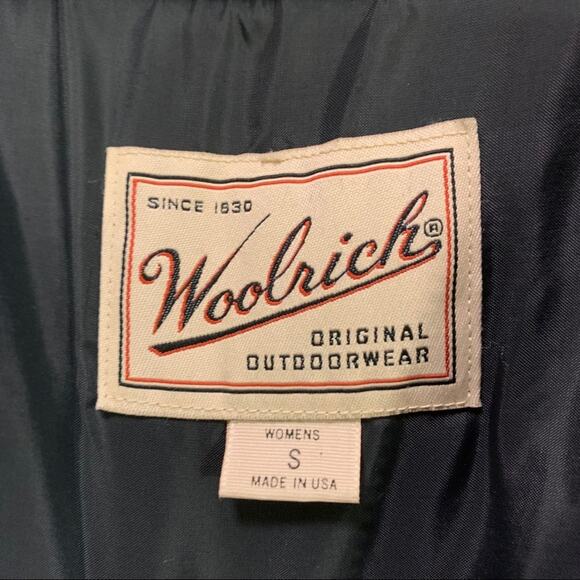 SINCE 1830
Woolrich®
ORIGINAL
OUTDOORWEAR
WOMENS
S
MADE IN USA